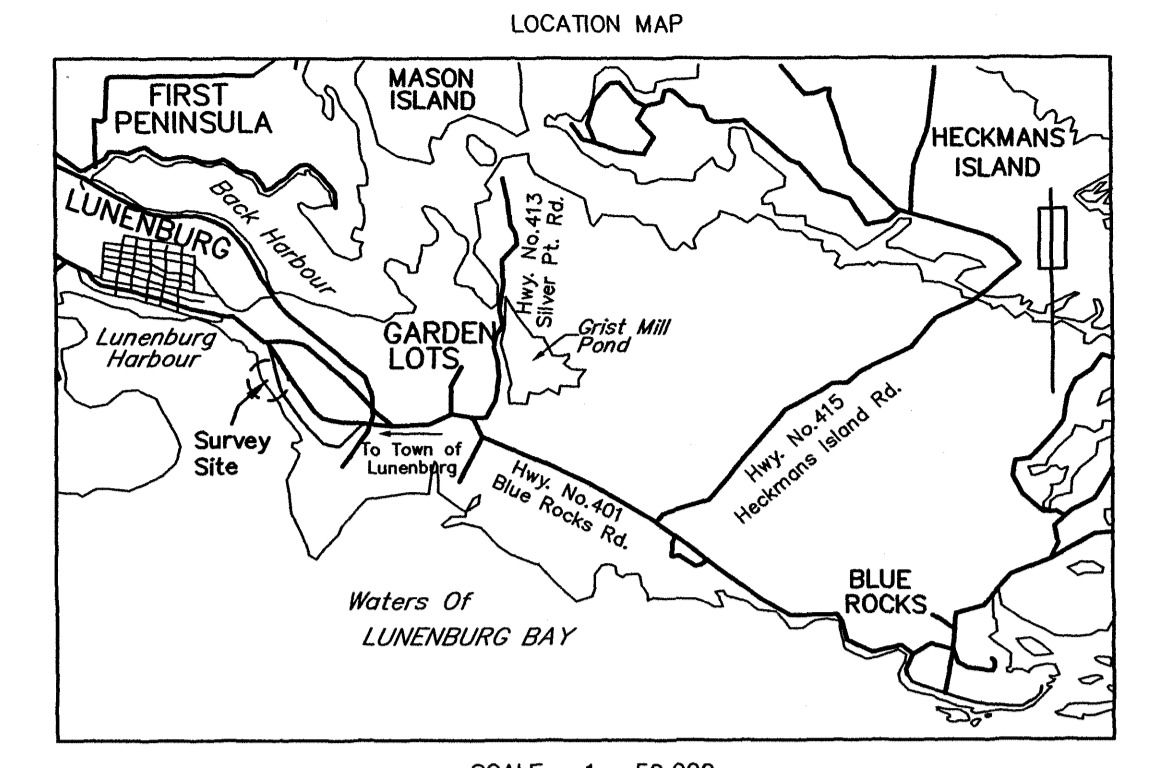 LOCATION MAP
FIRST
PENINSULA
MASON
ISLAND
HECKMANS
ISLAND
LUNENBURG
Back Harbour
Hwy. No.413
Silver Pt. Rd.
Lunenburg
Harbour
GARDEN
LOTS
Grist Mill
Pond
Survey
Site
To Town of
Lunenburg
Hwy. No.401
Blue Rocks Rd.
Hwy. No.415
Heckmans Island Rd.
BLUE
ROCKS
Waters Of
LUNENBURG BAY